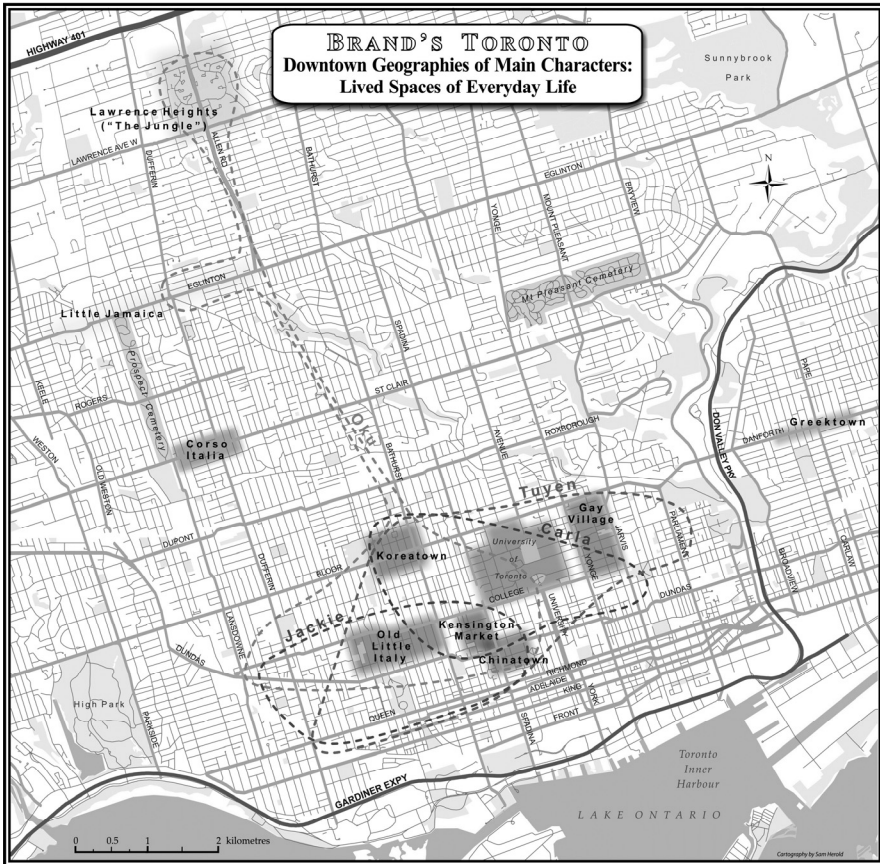 BRAND'S TORONTO
Downtown Geographies of Main Characters:
Lived Spaces of Everyday Life
HIGHWAY 401
Sunnybrook
Park
Lawrence Heights
("The Jungle")
LAWRENCE AVE W
DUFFERIN
ALLEN RD
BATHURST
EGLINTON
N
YONGE
MOUNT PLEASANT
BAYVIEW
Mt Pleasant Cemetery
EGLINTON
Little Jamaica
Prospect Cemetery
SPADINA
KEELE
ROGERS
ST CLAIR
PAPE
WESTON
OLD WESTON
Corso
Italia
Oku
BATHURST
AVENUE
ROXBOROUGH
DON VALLEY PKY
DANFORTH
Greektown
Tuyen
Gay
Village
Carla
JARVIS
PARLIAMENT
DUPONT
BLOOR
Koreatown
University
of
Toronto
YONGE
DUFFERIN
COLLEGE
UNIVERSITY
DUNDAS
BROADVIEW
CARLAW
LANSDOWNE
Jackie
Old
Little
Italy
Kensington
Market
Chinatown
DUNDAS
RICHMOND
ADELAIDE
KING
YORK
QUEEN
FRONT
SPADINA
High Park
PARKSIDE
GARDINER EXPY
Toronto
Inner
Harbour
LAKE ONTARIO
0 0.5 1 2 kilometres
Cartography by Sam Herold